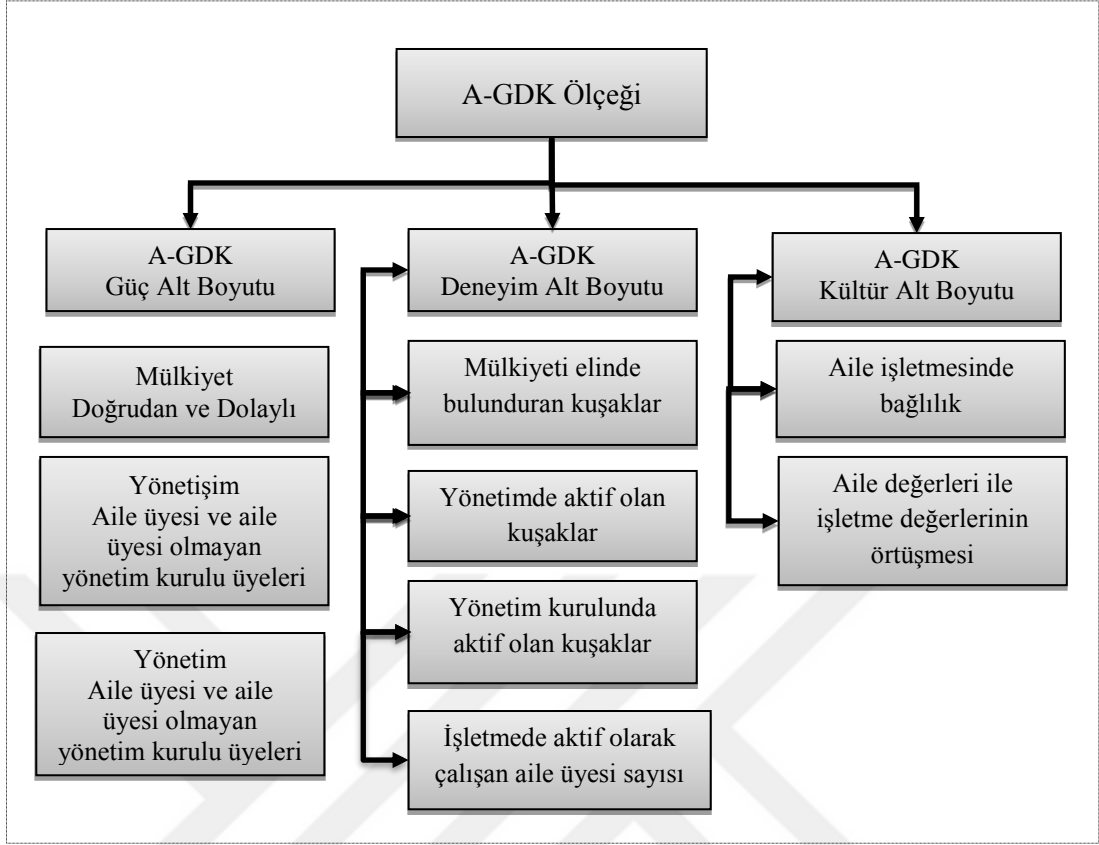 A-GDK Ölçeği
A-GDK
Güç Alt Boyutu
Mülkiyet
Doğrudan ve Dolaylı
Yönetişim
Aile üyesi ve aile
üyesi olmayan
yönetim kurulu üyeleri
Yönetim
Aile üyesi ve aile
üyesi olmayan
yönetim kurulu üyeleri
A-GDK
Deneyim Alt Boyutu
Mülkiyeti elinde
bulunduran kuşaklar
Yönetimde aktif olan
kuşaklar
Yönetim kurulunda
aktif olan kuşaklar
İşletmede aktif olarak
çalışan aile üyesi sayısı
A-GDK
Kültür Alt Boyutu
Aile işletmesinde
bağlılık
Aile değerleri ile
işletme değerlerinin
örtüşmesi